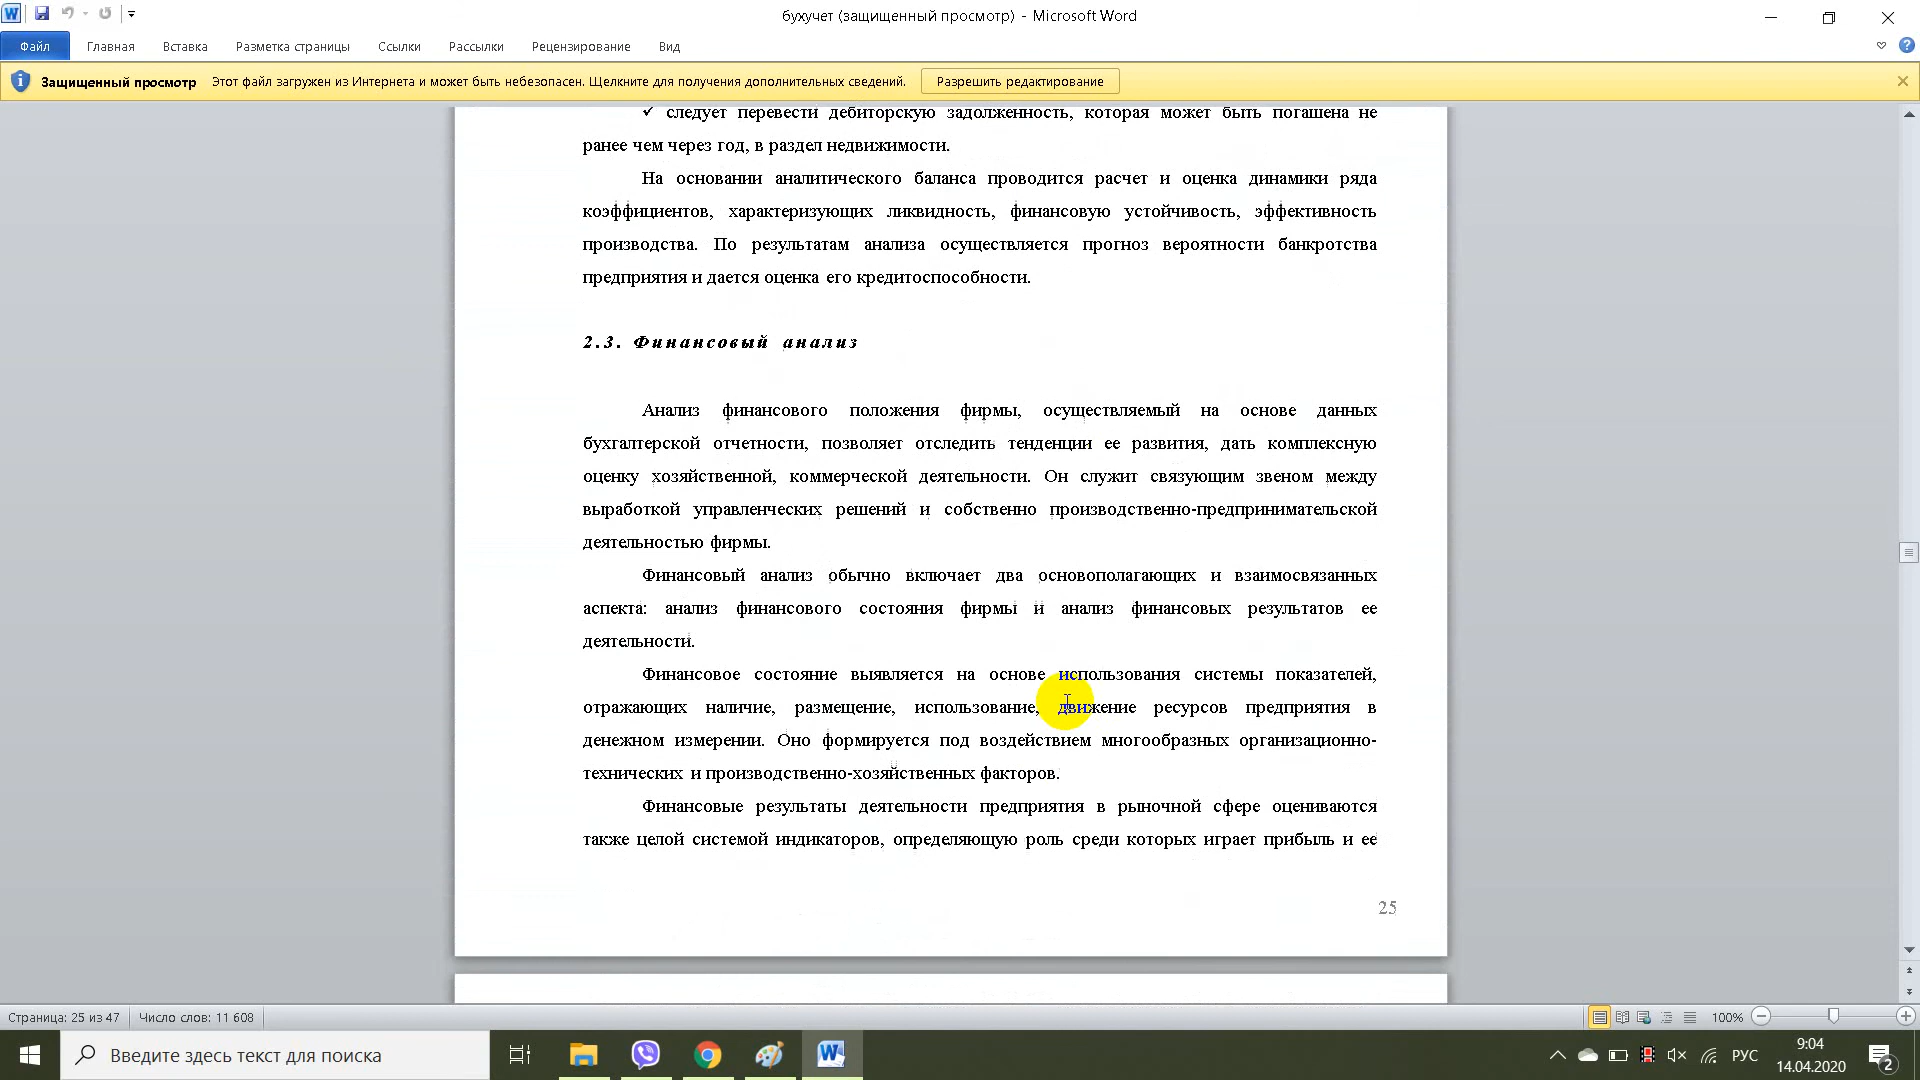 бухучет (защищенный просмотр) - Microsoft Word
Файл Главная Вставка Разметка страницы Ссылки Рассылки Рецензирование Вид
Защищенный просмотр Этот файл загружен из Интернета и может быть небезопасен. Щелкните для получения дополнительных сведений. Разрешить редактирование
✓ следует перевести дебиторскую задолженность, которая может быть погашена не
ранее чем через год, в раздел недвижимости.
На основании аналитического баланса проводится расчет и оценка динамики ряда
коэффициентов, характеризующих ликвидность, финансовую устойчивость, эффективность
производства. По результатам анализа осуществляется прогноз вероятности банкротства
предприятия и дается оценка его кредитоспособности.
2.3. Финансовый анализ
Анализ финансового положения фирмы, осуществляемый на основе данных
бухгалтерской отчетности, позволяет отследить тенденции ее развития, дать комплексную
оценку хозяйственной, коммерческой деятельности. Он служит связующим звеном между
выработкой управленческих решений и собственно производственно-предпринимательской
деятельностью фирмы.
Финансовый анализ обычно включает два основополагающих и взаимосвязанных
аспекта: анализ финансового состояния фирмы и анализ финансовых результатов ее
деятельности.
Финансовое состояние выявляется на основе использования системы показателей,
отражающих наличие, размещение, использование, движение ресурсов предприятия в
денежном измерении. Оно формируется под воздействием многообразных организационно-
технических и производственно-хозяйственных факторов.
Финансовые результаты деятельности предприятия в рыночной сфере оцениваются
также целой системой индикаторов, определяющую роль среди которых играет прибыль и ее
25
Страница: 25 из 47 Число слов: 11 608 100%
Введите здесь текст для поиска
РУС
9:04
14.04.2020
2